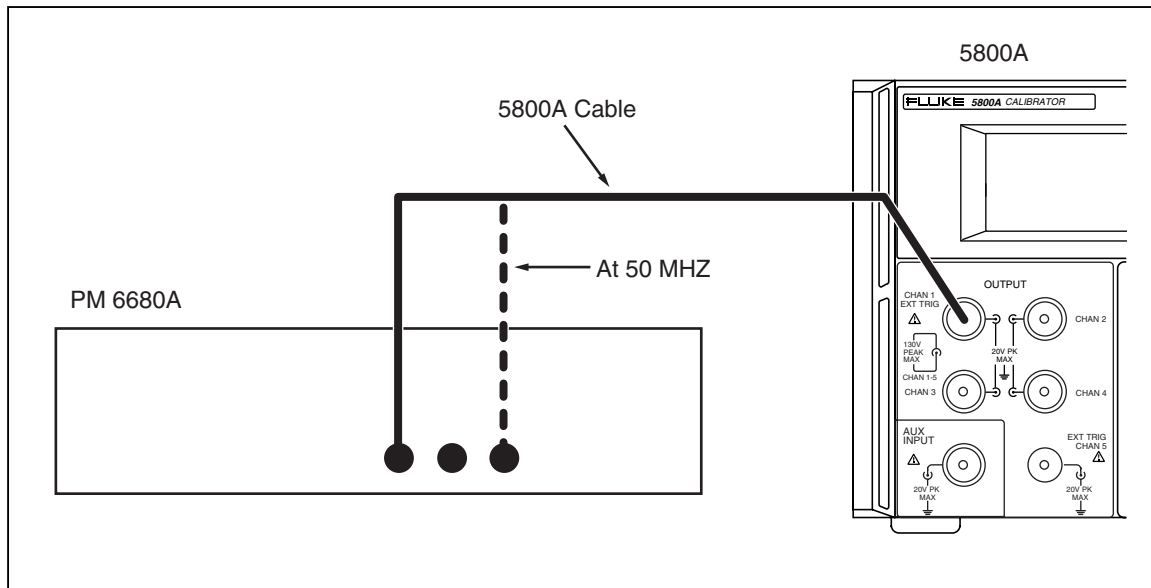 5800A
FLUKE 5800A CALIBRATOR
5800A Cable
At 50 MHZ
PM 6680A
OUTPUT
CHAN 1
EXT TRIG
CHAN 2
130V
PEAK
MAX
20V PK
MAX
CHAN 1-5
CHAN 3
CHAN 4
AUX
INPUT
EXT TRIG
CHAN 5
20V PK
MAX
20V PK
MAX